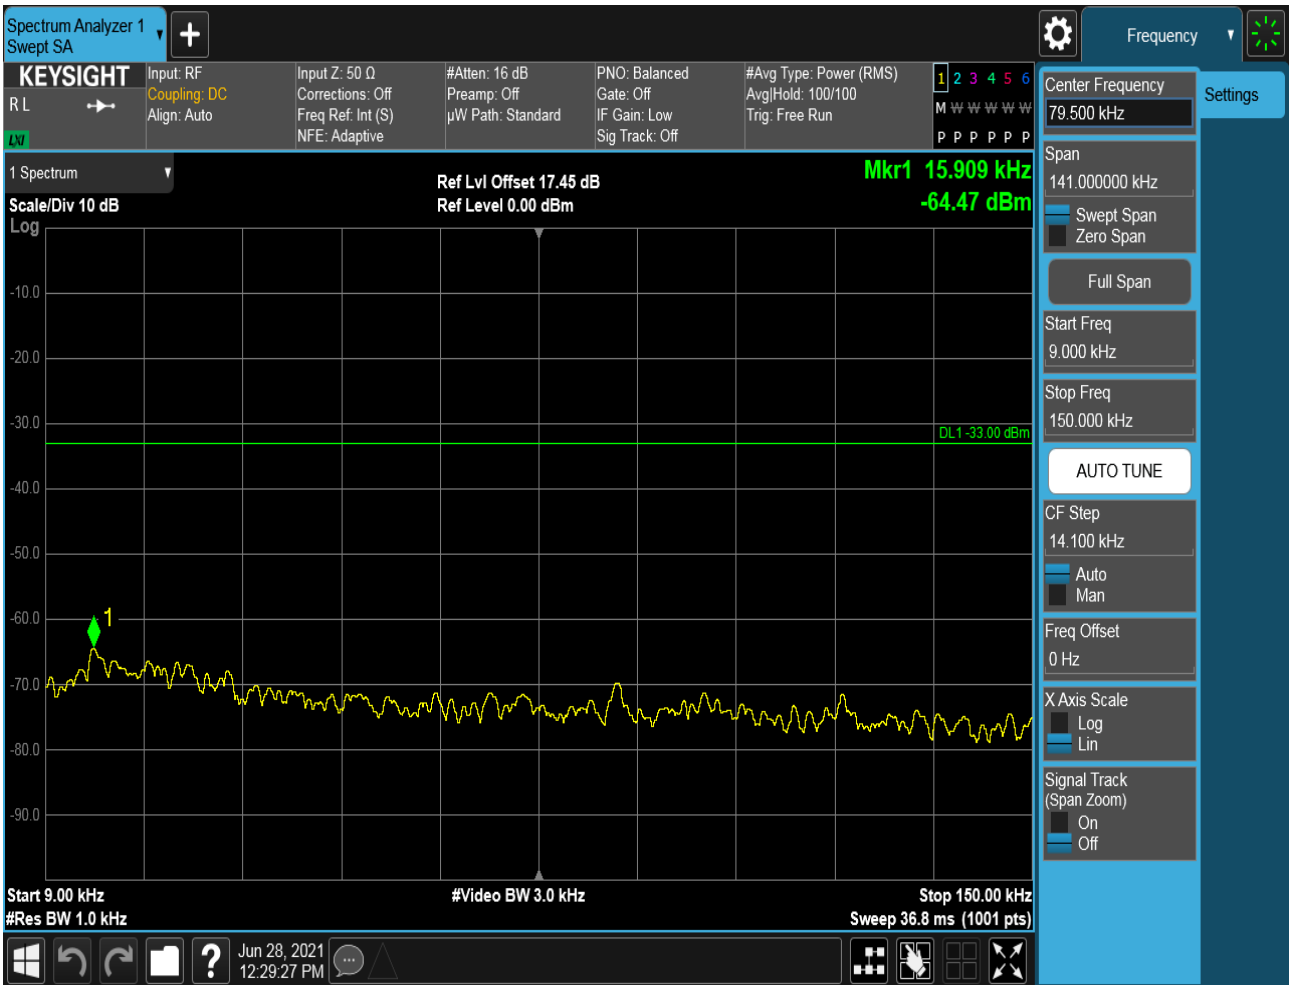 Spectrum Analyzer 1
Swept SA
Frequency
KEYSIGHT
R L
LXI
Input: RF
Coupling: DC
Align: Auto
Input Z: 50 Ω
Corrections: Off
Freq Ref: Int (S)
NFE: Adaptive
#Atten: 16 dB
Preamp: Off
µW Path: Standard
PNO: Balanced
Gate: Off
IF Gain: Low
Sig Track: Off
#Avg Type: Power (RMS)
Avg|Hold: 100/100
Trig: Free Run
1 2 3 4 5 6
M W W W W W
P P P P P P
Center Frequency
79.500 kHz
Settings
Span
141.000000 kHz
Swept Span
Zero Span
Full Span
Start Freq
9.000 kHz
Stop Freq
150.000 kHz
AUTO TUNE
CF Step
14.100 kHz
Auto
Man
Freq Offset
0 Hz
X Axis Scale
Log
Lin
Signal Track
(Span Zoom)
On
Off
1 Spectrum
Scale/Div 10 dB
Log
Ref Lvl Offset 17.45 dB
Ref Level 0.00 dBm
Mkr1 15.909 kHz
-64.47 dBm
-10.0
-20.0
-30.0
DL1 -33.00 dBm
-40.0
-50.0
-60.0
1
-70.0
-80.0
-90.0
Start 9.00 kHz
#Video BW 3.0 kHz
Stop 150.00 kHz
#Res BW 1.0 kHz
Sweep 36.8 ms (1001 pts)
?
Jun 28, 2021
12:29:27 PM